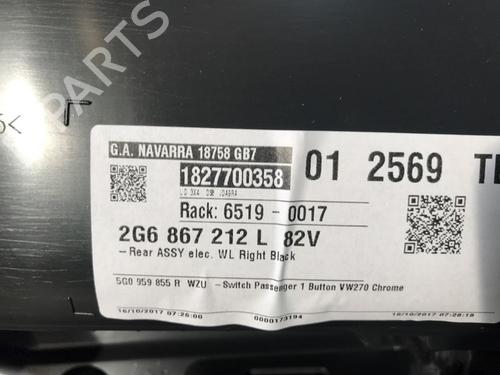 PARTS
G.A. NAVARRA 18758 GB7
1827700358
01 2569
Rack: 6519 - 0017
2G6 867 212 L 82V
-Rear ASSY elec. WL Right Black
5G0 959 855 R WZU -Switch Passenger 1 Button VW270 Chrome
16/10/2017 07:26:00 0000173194 16/10/2017 07:28:18